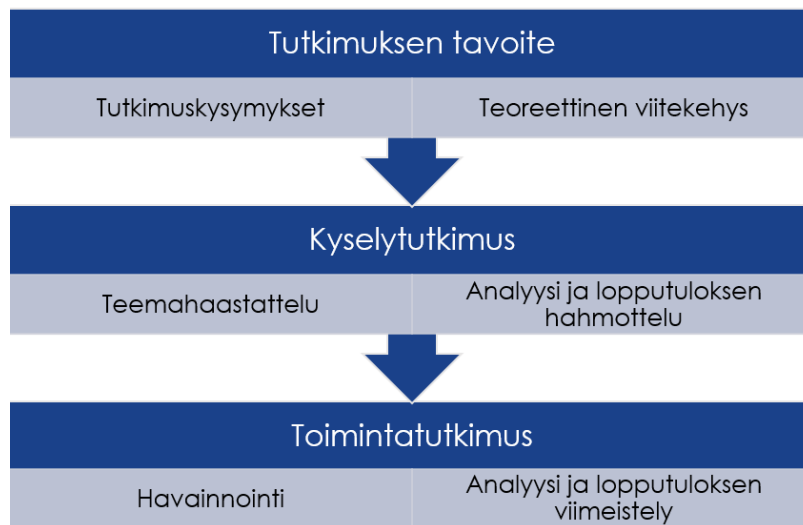 Tutkimuksen tavoite
Tutkimuskysymykset
Teoreettinen viitekehys
Kyselytutkimus
Teemahaastattelu
Analyysi ja lopputuloksen
hahmottelu
Toimintatutkimus
Havainnointi
Analyysi ja lopputuloksen
viimeistely